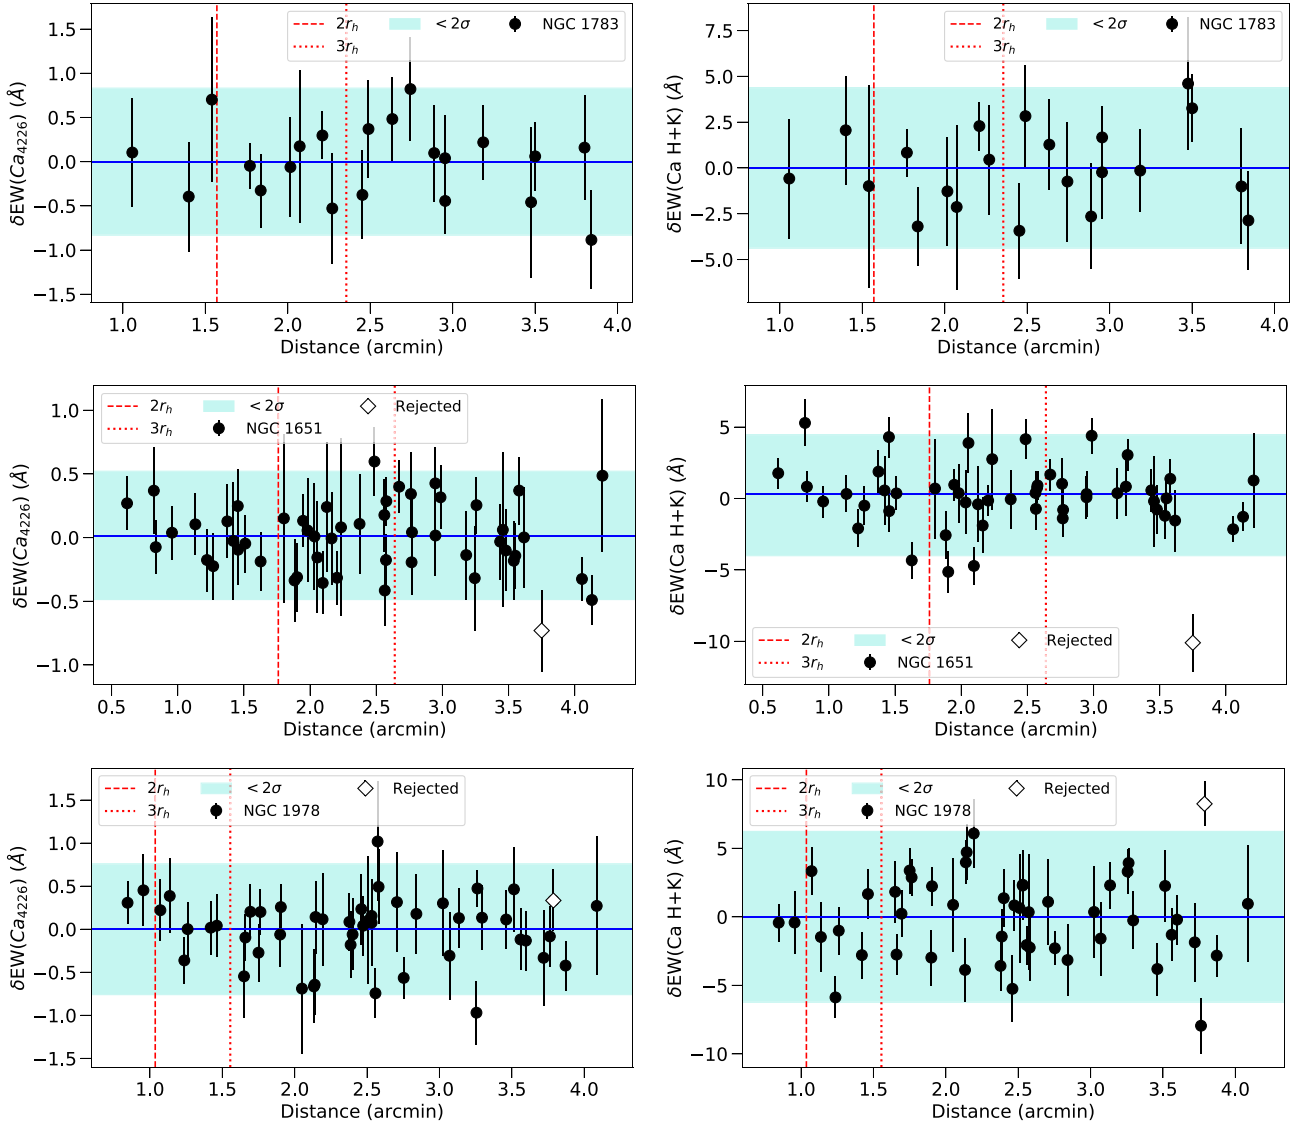 2r_h < 2σ NGC 1783
3r_h
δEW(Ca_4226) (Å)
1.5
1.0
0.5
0.0
−0.5
−1.0
−1.5
1.0 1.5 2.0 2.5 3.0 3.5 4.0
Distance (arcmin)
2r_h < 2σ NGC 1783
3r_h
δEW(Ca H+K) (Å)
7.5
5.0
2.5
0.0
−2.5
−5.0
1.0 1.5 2.0 2.5 3.0 3.5 4.0
Distance (arcmin)
2r_h < 2σ Rejected
3r_h NGC 1651
δEW(Ca_4226) (Å)
1.0
0.5
0.0
−0.5
−1.0
0.5 1.0 1.5 2.0 2.5 3.0 3.5 4.0
Distance (arcmin)
δEW(Ca H+K) (Å)
5
0
−5
−10
2r_h < 2σ Rejected
3r_h NGC 1651
0.5 1.0 1.5 2.0 2.5 3.0 3.5 4.0
Distance (arcmin)
2r_h < 2σ Rejected
3r_h NGC 1978
δEW(Ca_4226) (Å)
1.5
1.0
0.5
0.0
−0.5
−1.0
−1.5
1.0 1.5 2.0 2.5 3.0 3.5 4.0
Distance (arcmin)
2r_h < 2σ Rejected
3r_h NGC 1978
δEW(Ca H+K) (Å)
10
5
0
−5
−10
1.0 1.5 2.0 2.5 3.0 3.5 4.0
Distance (arcmin)